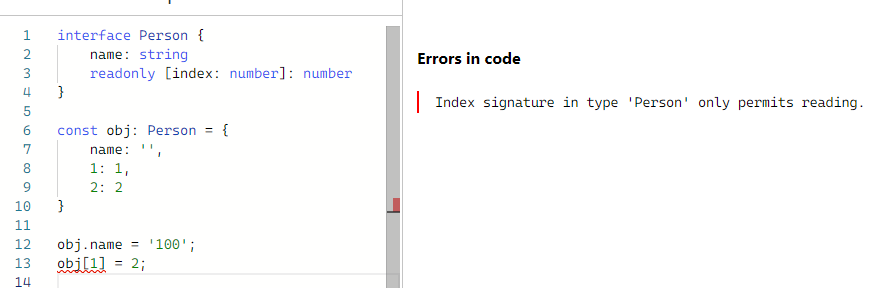 1 interface Person {
2 name: string
3 readonly [index: number]: number
4 }
5
6 const obj: Person = {
7 name: '',
8 1: 1,
9 2: 2
10 }
11
12 obj.name = '100';
13 obj[1] = 2;
14
Errors in code
Index signature in type 'Person' only permits reading.